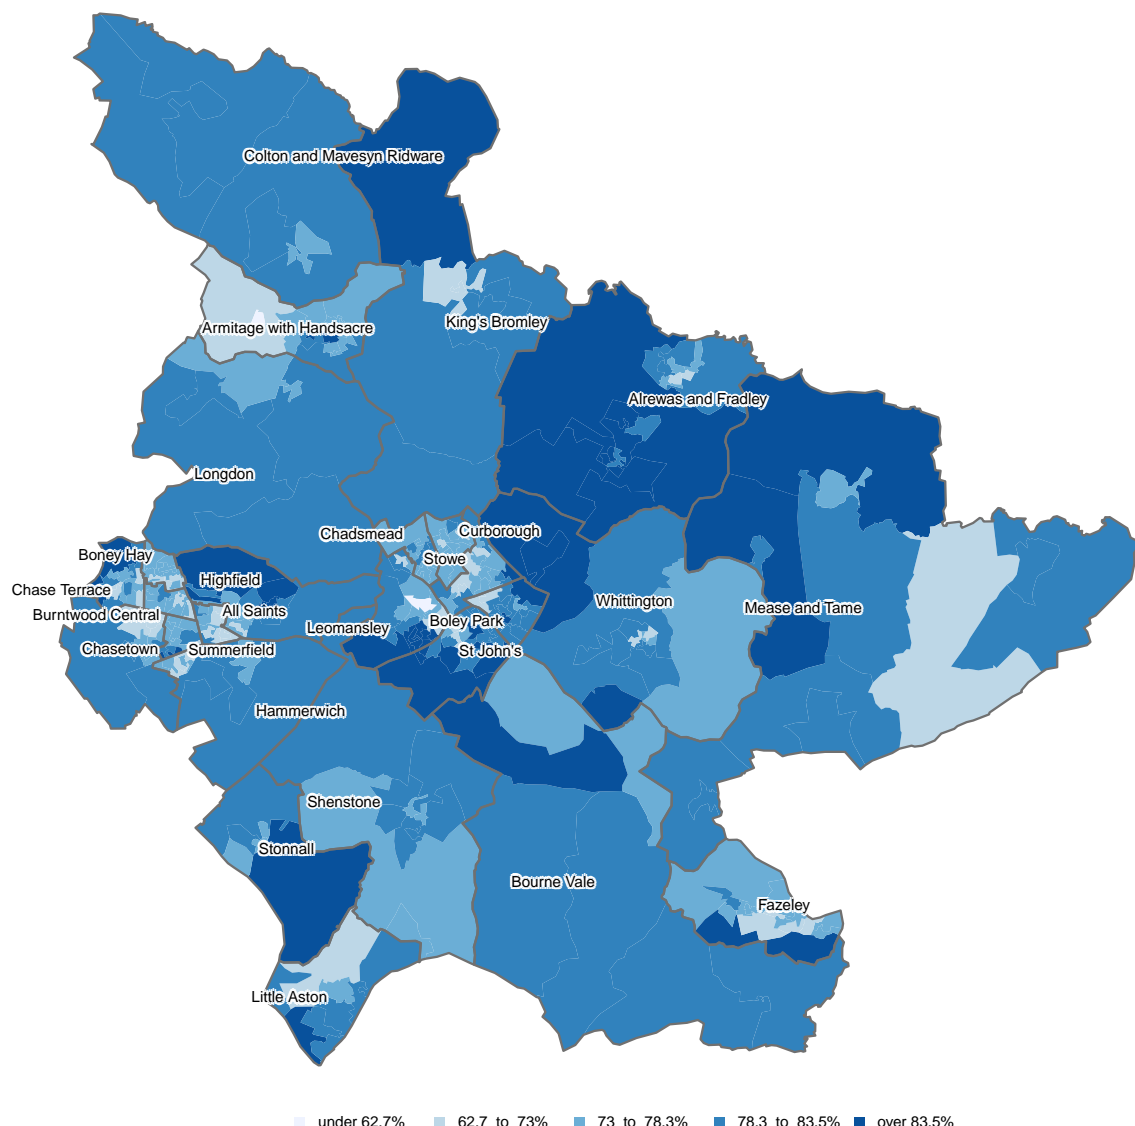 Colton and Mavesyn Ridware
King's Bromley
Armitage with Handsacre
Alrewas and Fradley
Longdon
Chadsmead
Curborough
Boney Hay
Stowe
Highfield
Chase Terrace
Whittington
Mease and Tame
Burntwood Central
All Saints
Boley Park
Leomansley
Chasetown
Summerfield
St John's
Hammerwich
Shenstone
Stonnall
Bourne Vale
Fazeley
Little Aston
under 62.7% 62.7 to 73% 73 to 78.3% 78.3 to 83.5% over 83.5%